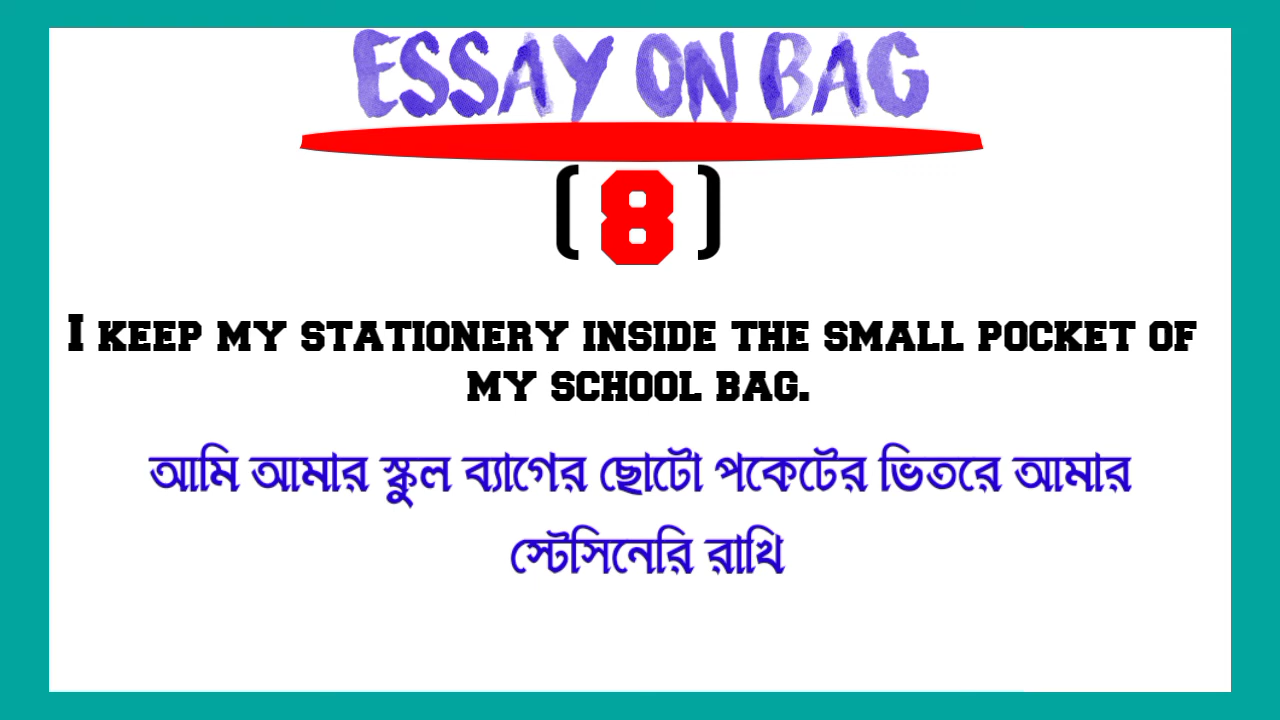 ESSAY ON BAG
(8)
I KEEP MY STATIONERY INSIDE THE SMALL POCKET OF
MY SCHOOL BAG.
আমি আমার স্কুল ব্যাগের ছোটো পকেটের ভিতরে আমার
স্টেসিনেরি রাখি